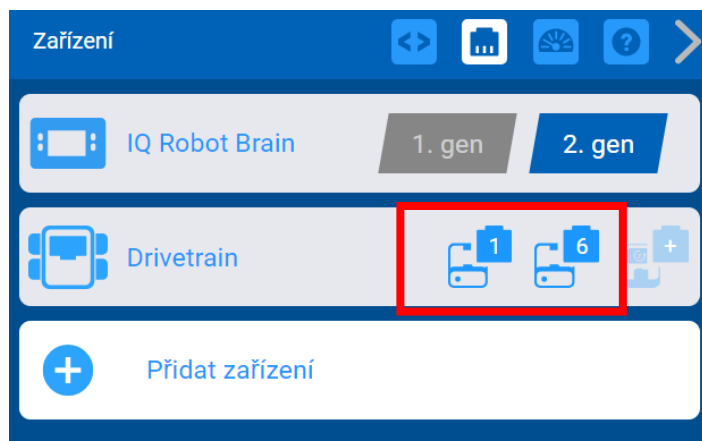 Zařízení
IQ Robot Brain 1. gen 2. gen
Drivetrain 1 6 +
Přidat zařízení